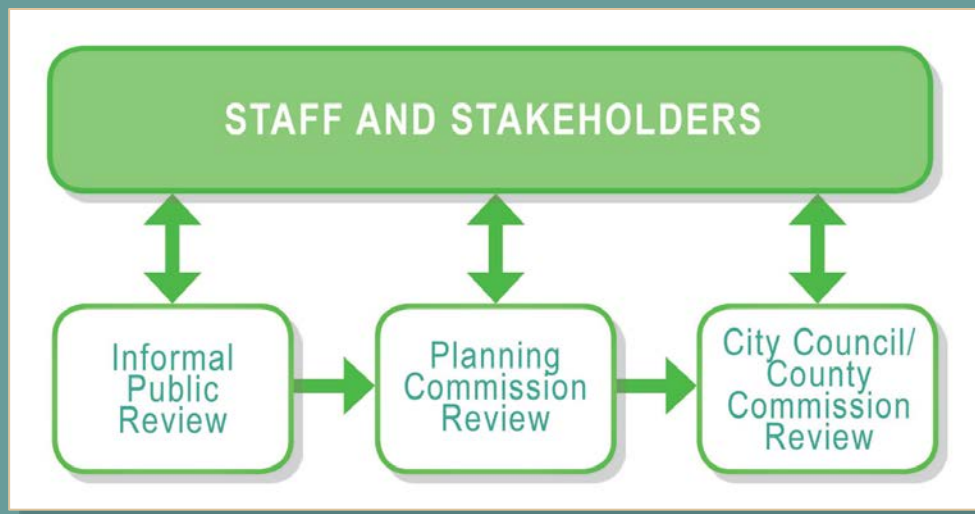 STAFF AND STAKEHOLDERS
Informal
Public
Review
Planning
Commission
Review
City Council/
County
Commission
Review